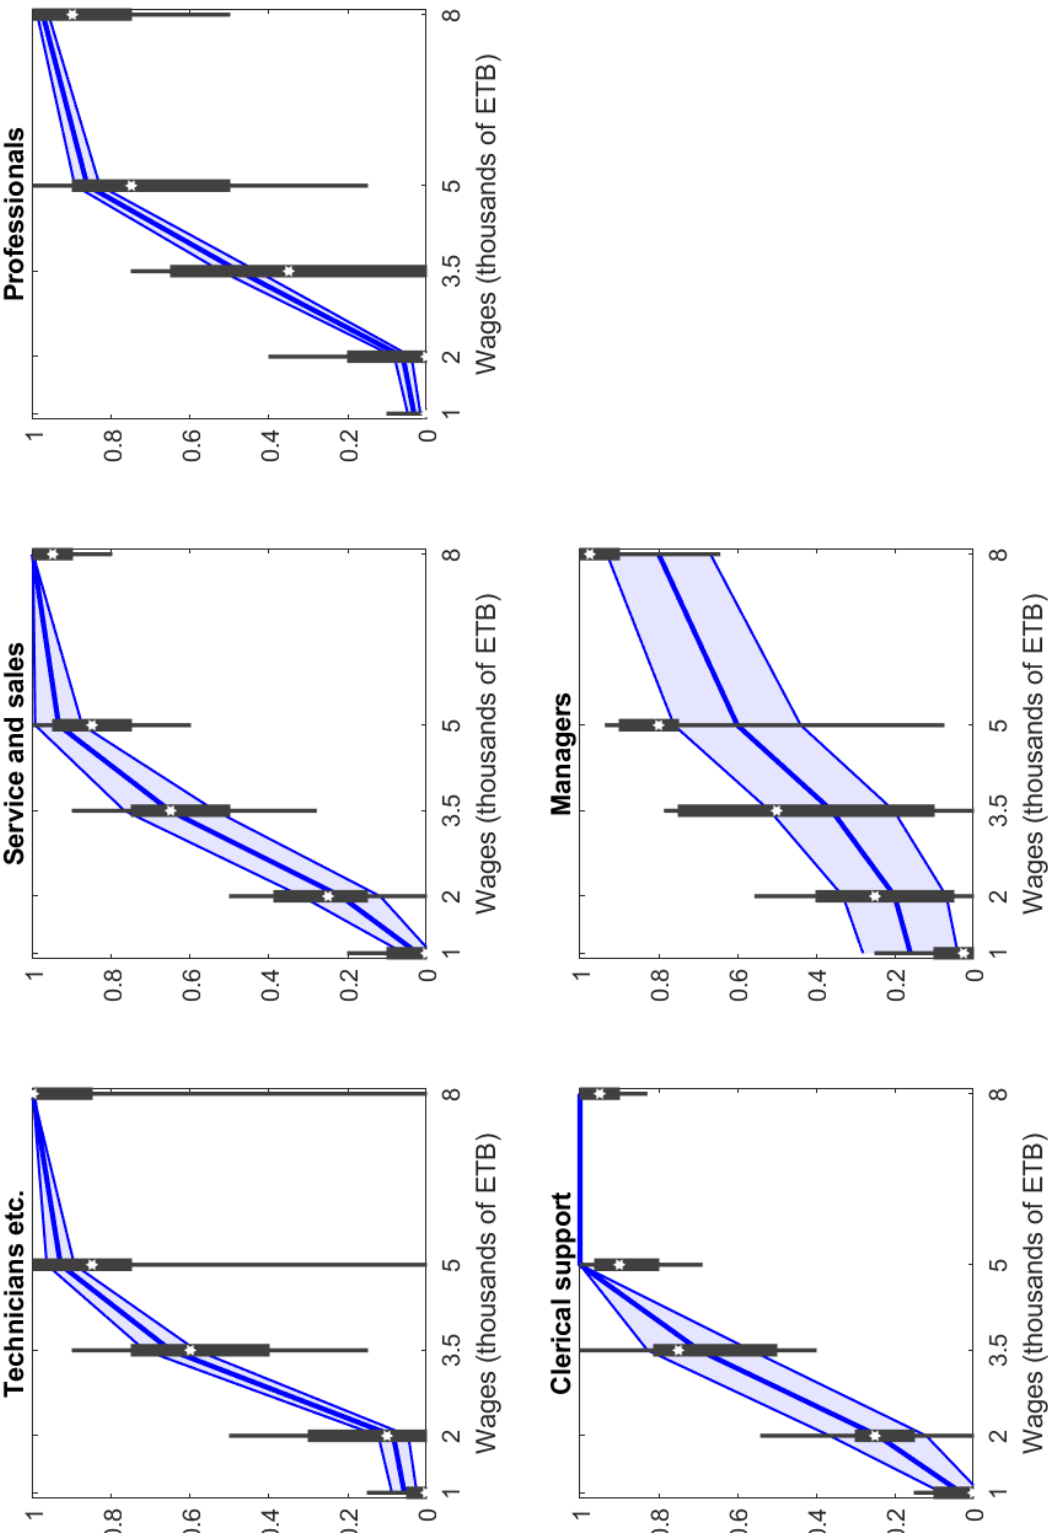 Technicians etc.
1
0.8
0.6
0.4
0.2
0
1 2 3.5 5 8
Wages (thousands of ETB)
Service and sales
1
0.8
0.6
0.4
0.2
0
1 2 3.5 5 8
Wages (thousands of ETB)
Professionals
1
0.8
0.6
0.4
0.2
0
1 2 3.5 5 8
Wages (thousands of ETB)
Clerical support
1
0.8
0.6
0.4
0.2
0
1 2 3.5 5 8
Wages (thousands of ETB)
Managers
1
0.8
0.6
0.4
0.2
0
1 2 3.5 5 8
Wages (thousands of ETB)